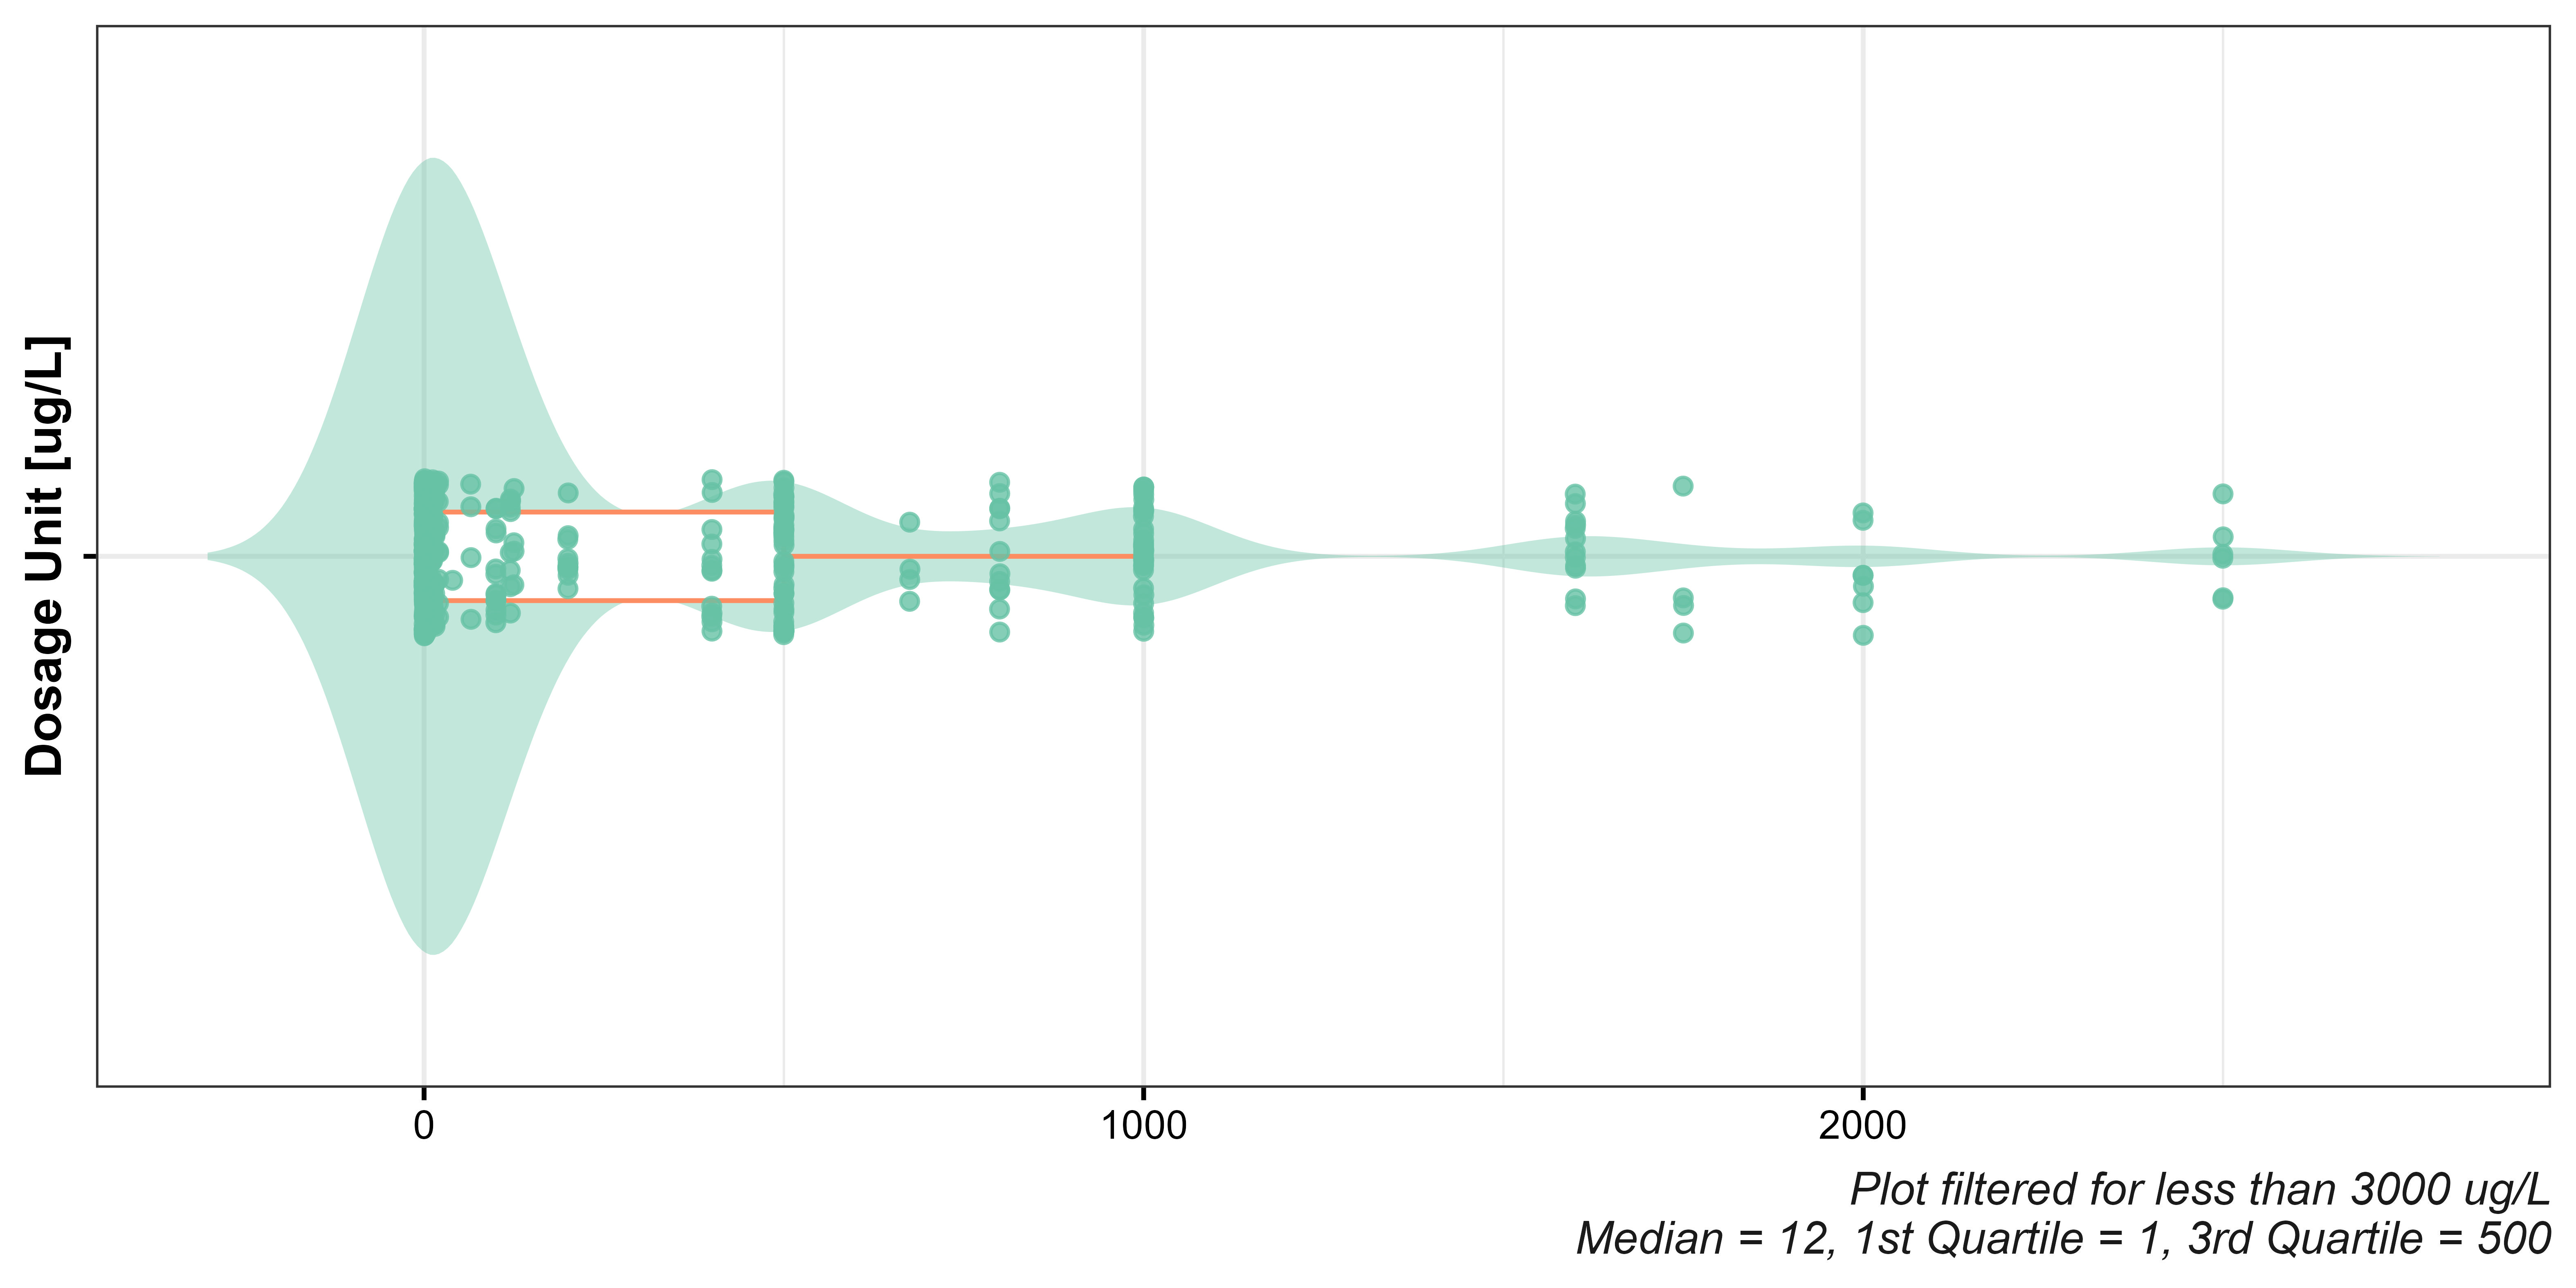 Dosage Unit [ug/L]
0
1000
2000
Plot filtered for less than 3000 ug/L
Median = 12, 1st Quartile = 1, 3rd Quartile = 500